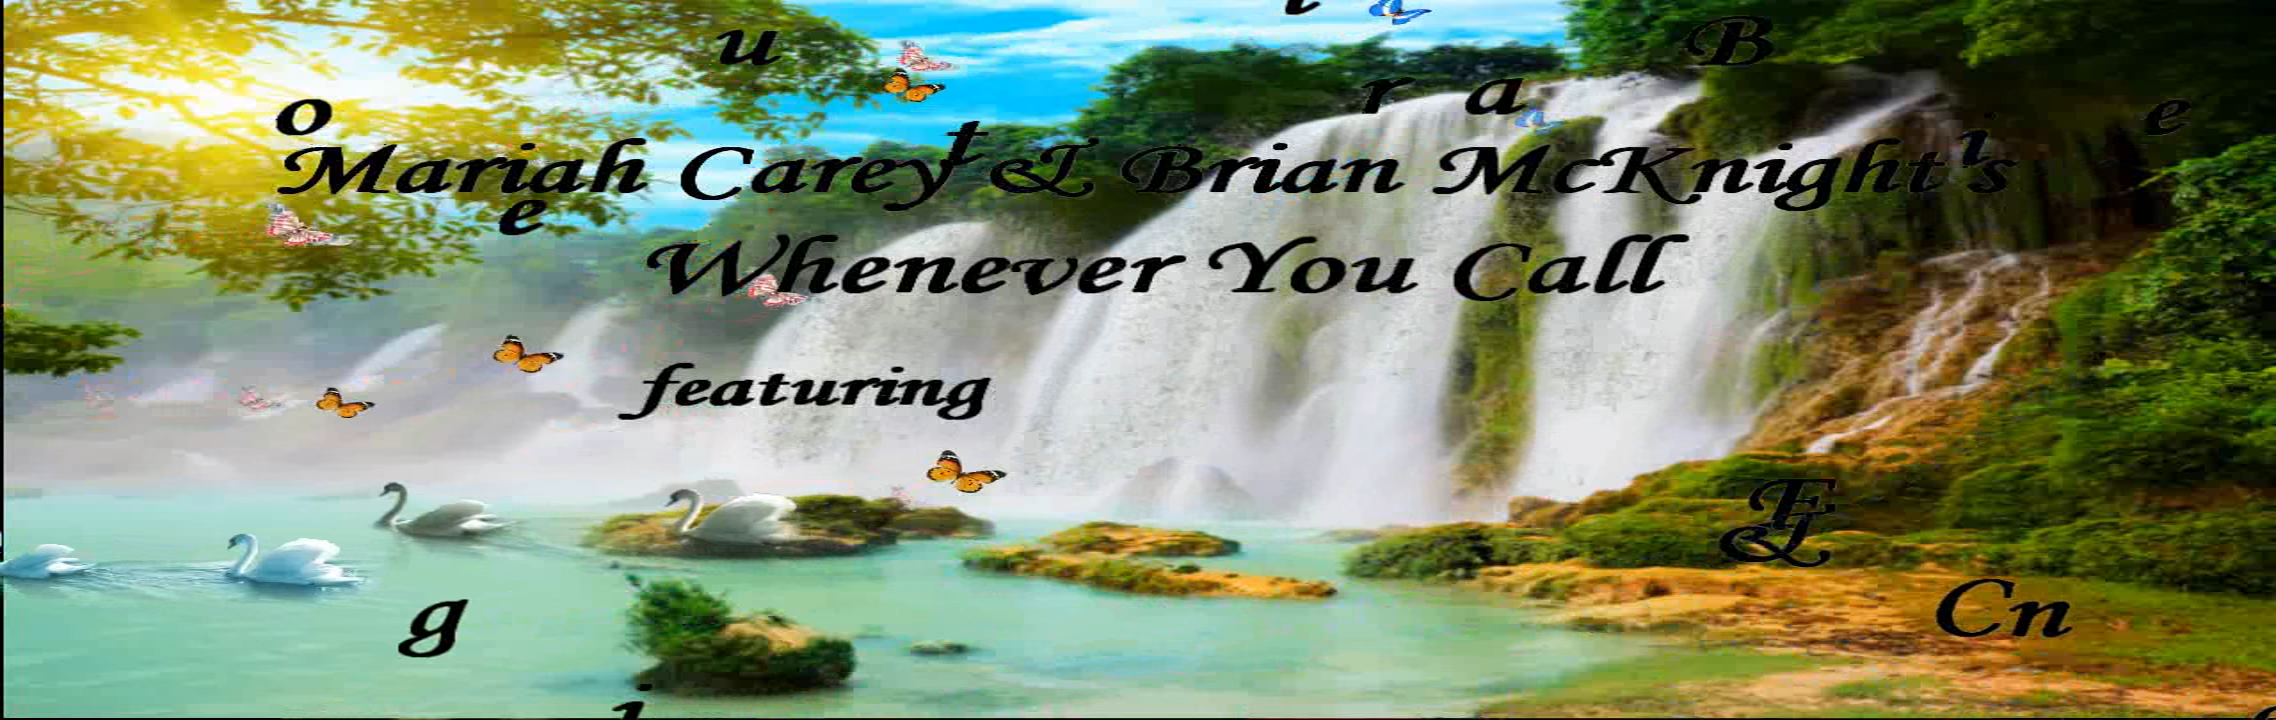 Mariah Carey & Brian McKnight's
Whenever You Call
featuring